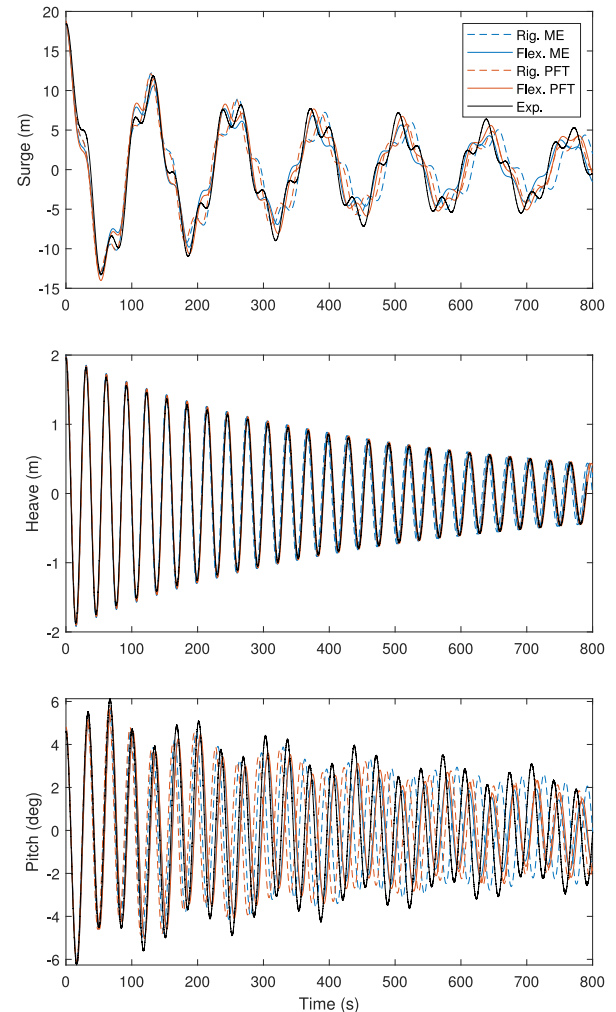 20
15
10
5
0
-5
-10
-15
Surge (m)
Rig. ME
Flex. ME
Rig. PFT
Flex. PFT
Exp.
0 100 200 300 400 500 600 700 800
2
1
0
-1
-2
Heave (m)
0 100 200 300 400 500 600 700 800
6
4
2
0
-2
-4
-6
Pitch (deg)
0 100 200 300 400 500 600 700 800
Time (s)